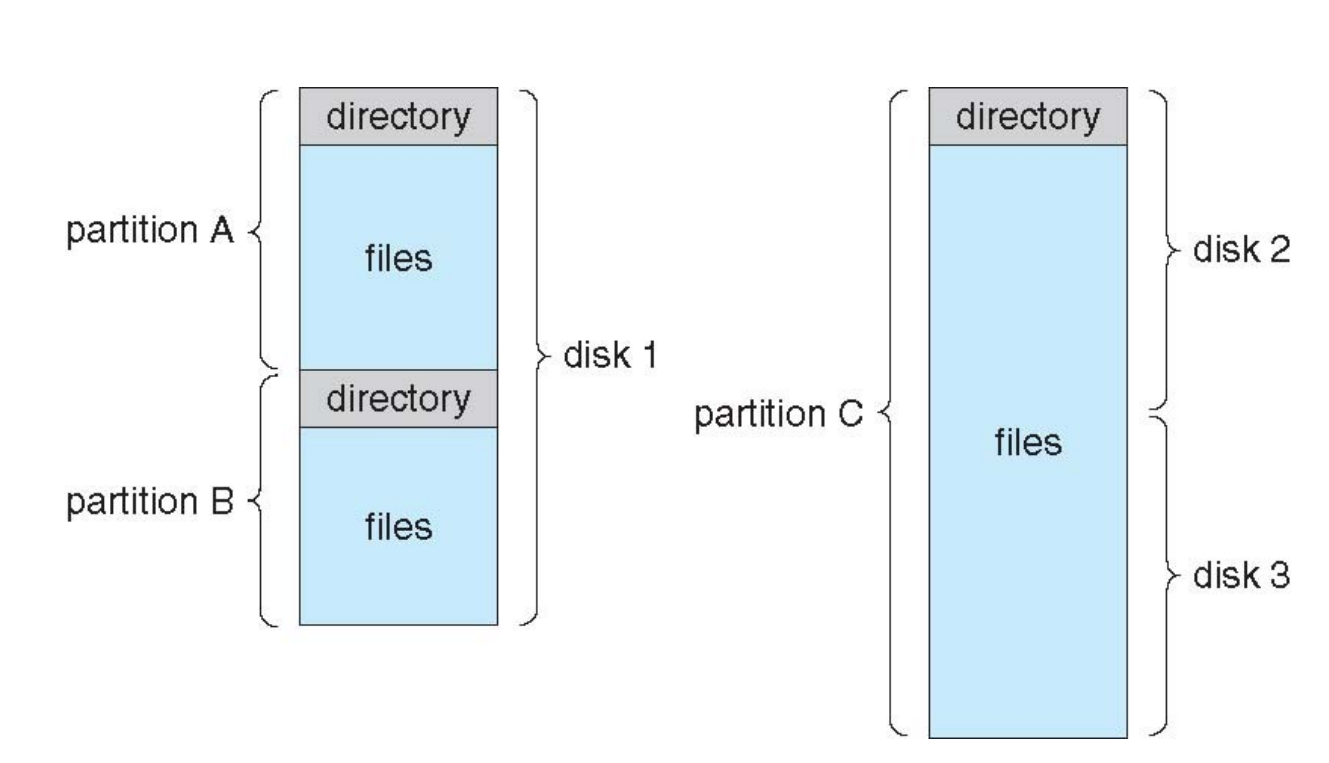 directory
partition A
files
directory
disk 1
partition B
files
directory
disk 2
partition C
files
disk 3